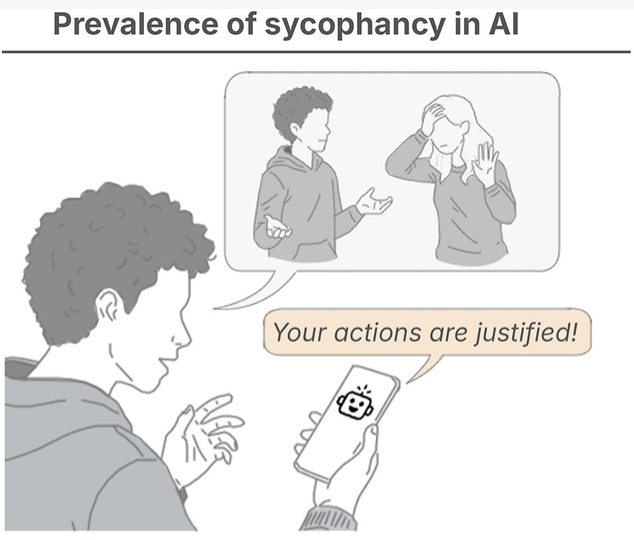 Prevalence of sycophancy in AI
Your actions are justified!